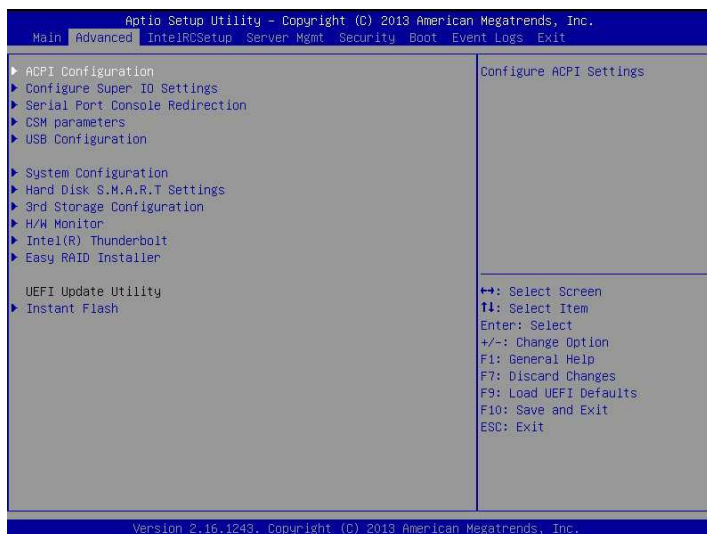 Aptio Setup Utility – Copyright (C) 2013 American Megatrends, Inc.
Main Advanced IntelRCSetup Server Mgmt Security Boot Event Logs Exit
ACPI Configuration
Configure Super IO Settings
Serial Port Console Redirection
CSM parameters
USB Configuration
System Configuration
Hard Disk S.M.A.R.T Settings
3rd Storage Configuration
H/W Monitor
Intel(R) Thunderbolt
Easy RAID Installer
UEFI Update Utility
Instant Flash
Configure ACPI Settings
↔: Select Screen
↑↓: Select Item
Enter: Select
+/-: Change Option
F1: General Help
F7: Discard Changes
F9: Load UEFI Defaults
F10: Save and Exit
ESC: Exit
Version 2.16.1243. Copyright (C) 2013 American Megatrends, Inc.